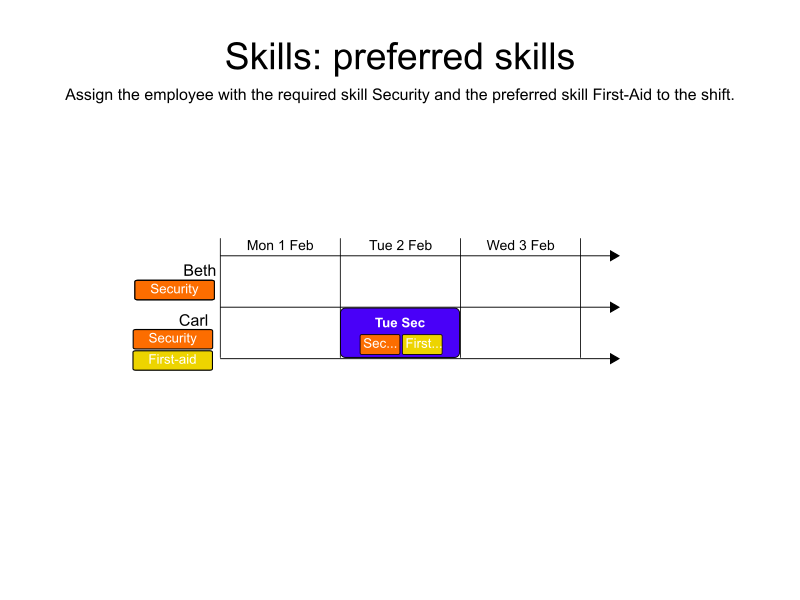 Skills: preferred skills
Assign the employee with the required skill Security and the preferred skill First-Aid to the shift.
Mon 1 Feb Tue 2 Feb Wed 3 Feb
Beth
Security
Carl
Tue Sec
Security
Sec... First...
First-aid